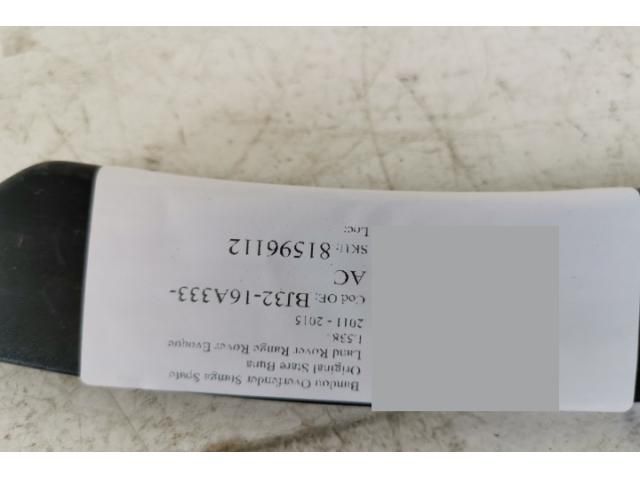 Bandou Overfender Stanga Spate
Original Stare Buna
Land Rover Range Rover Evoque
L538.
2011 - 2015
Cod OE: BJ32-16A333-
AC
SKU: 81596112
Loc: